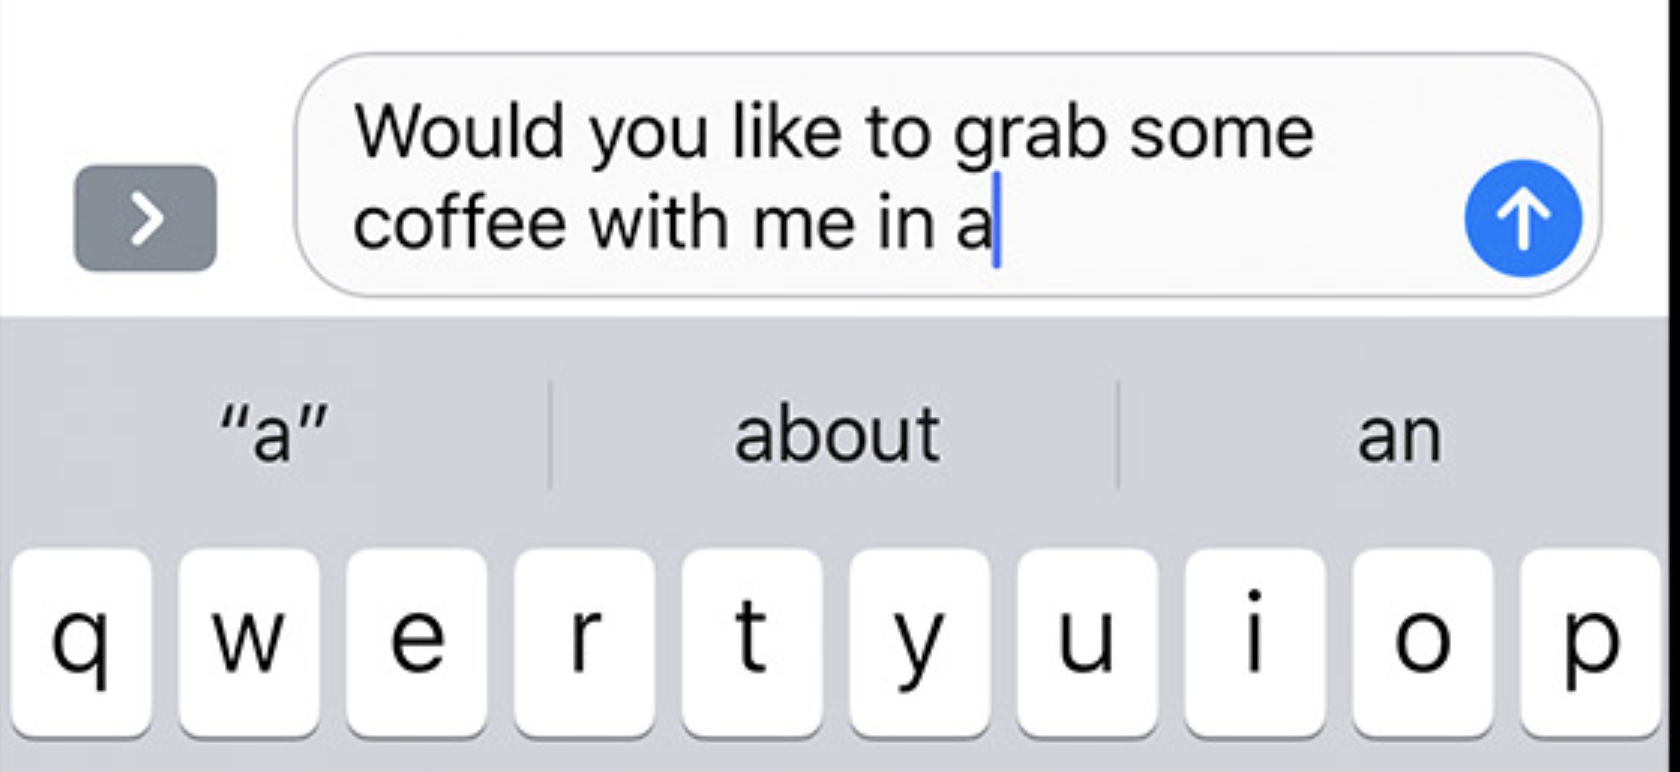 Would you like to grab some
coffee with me in a
“a” about an
q w e r t y u i o p